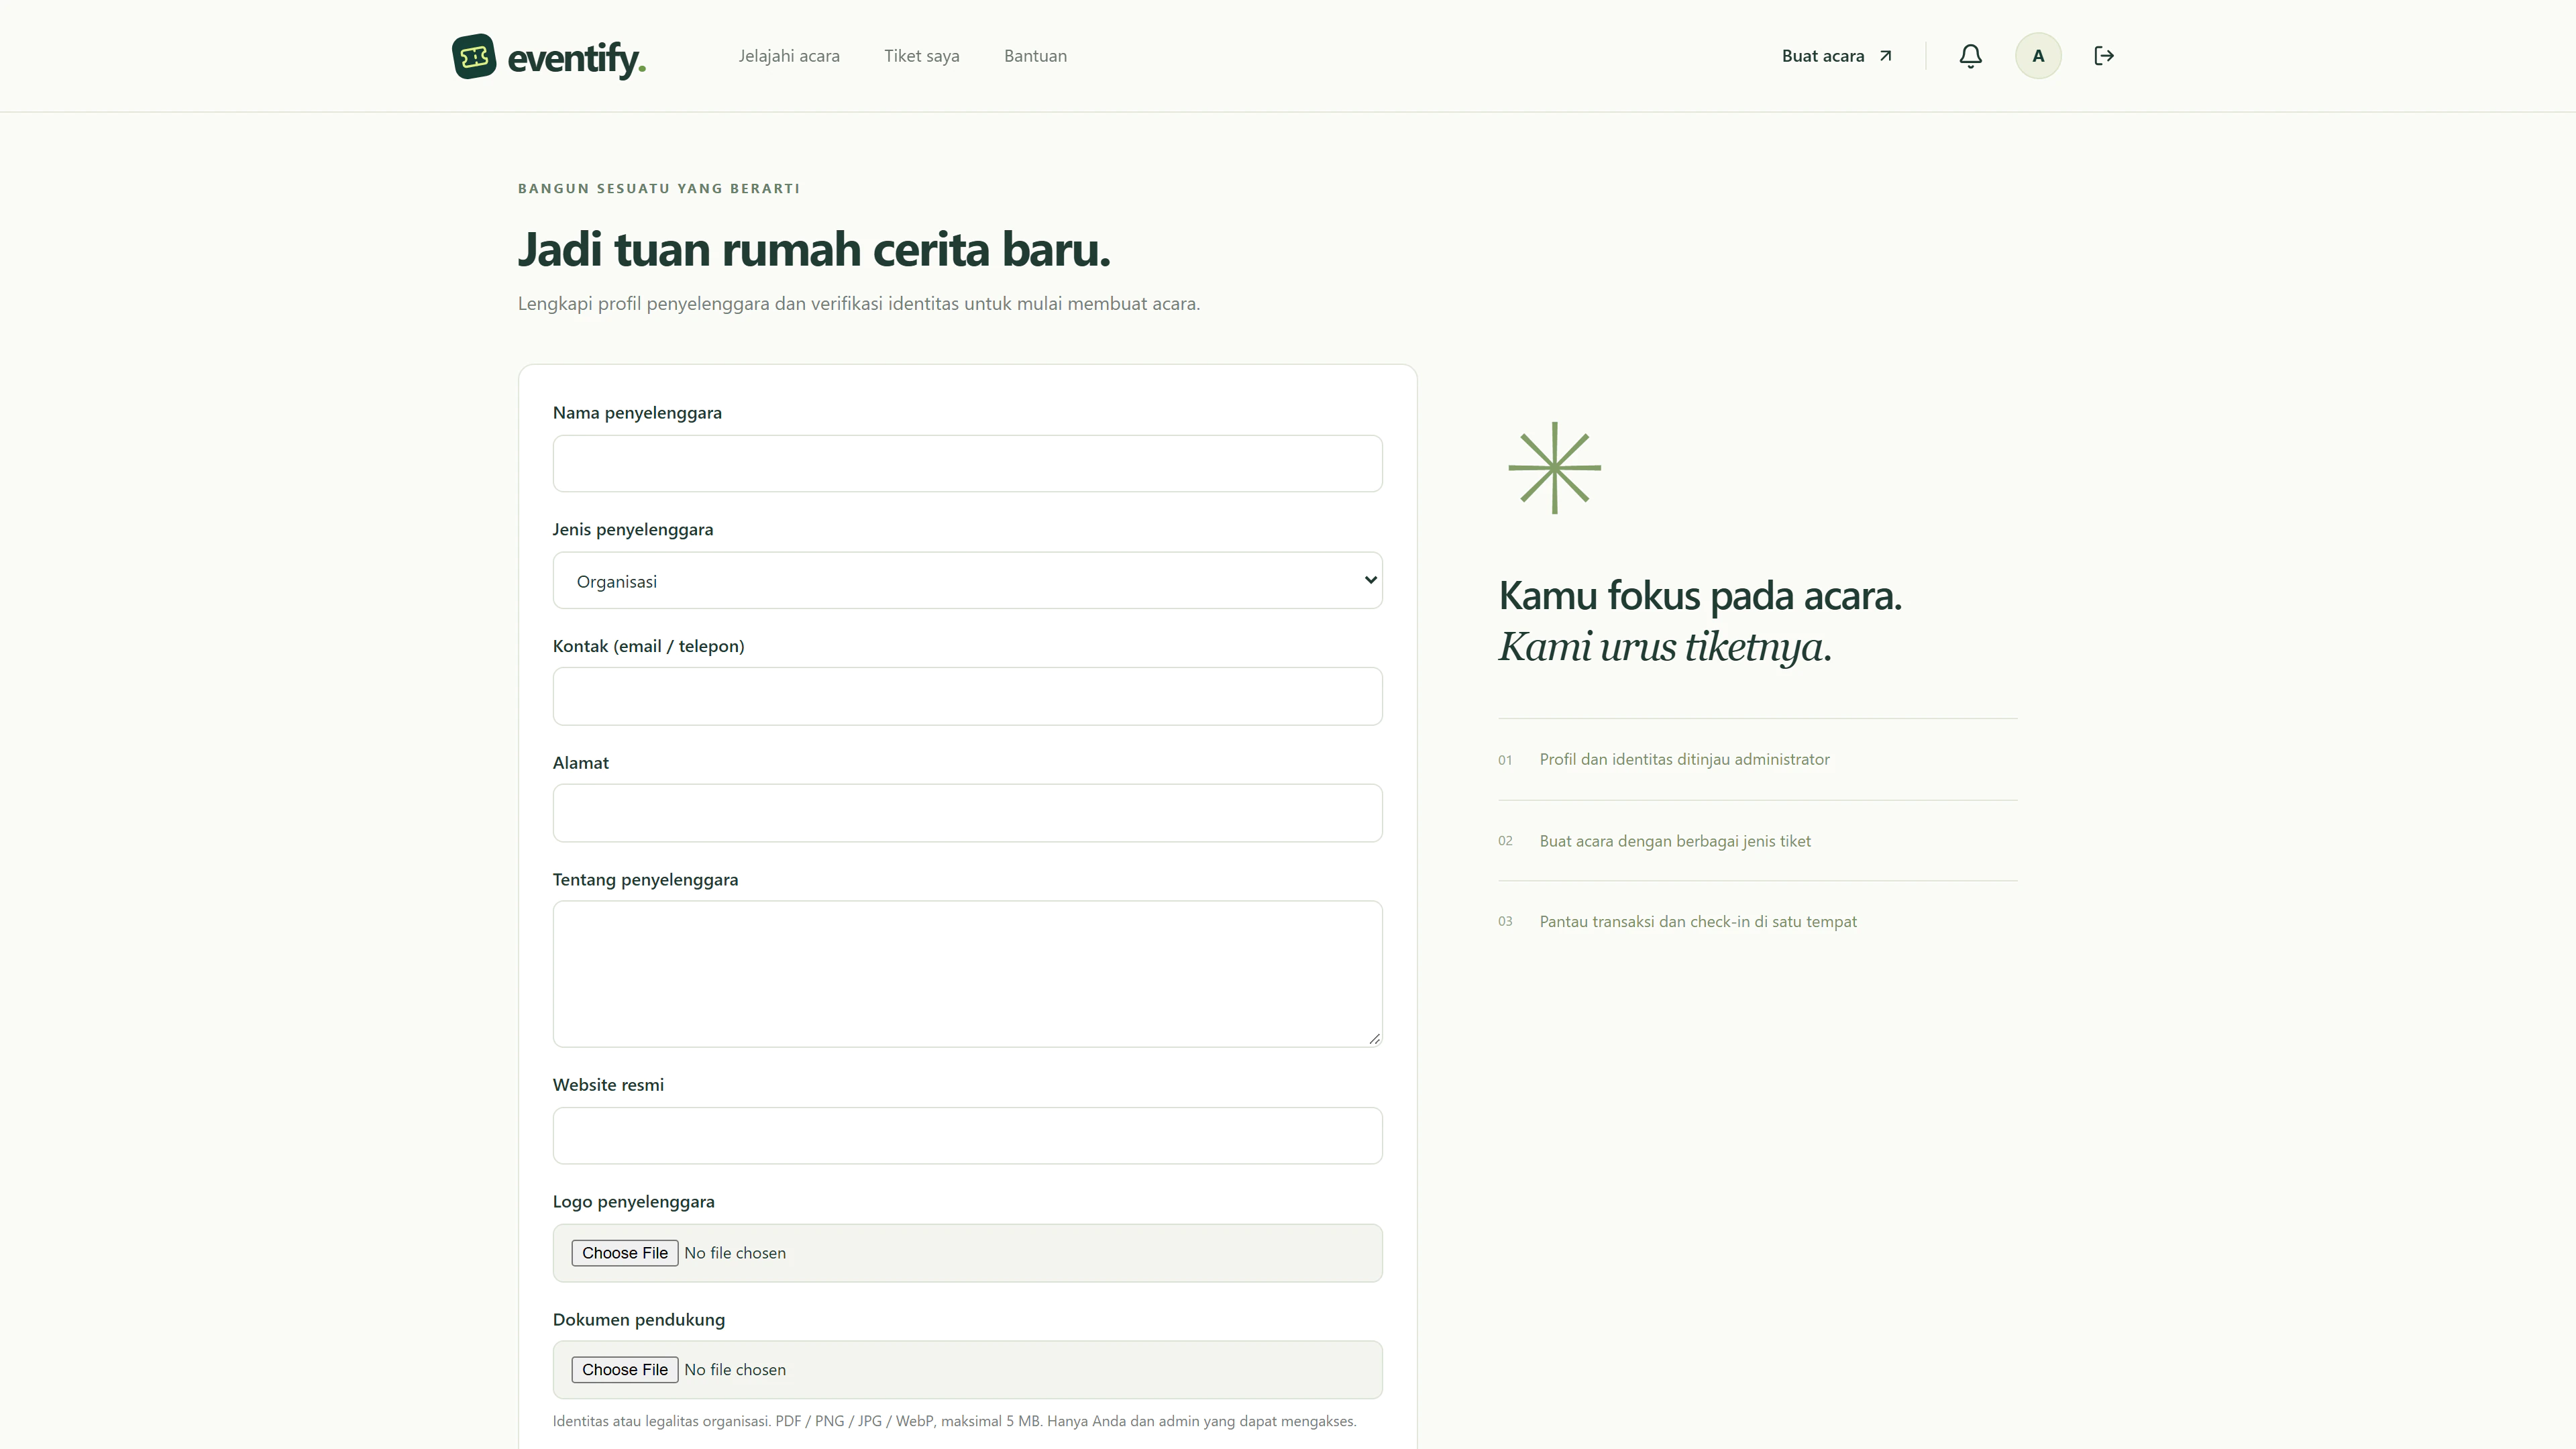 eventify.
Jelajahi acara
Tiket saya
Bantuan
Buat acara
A
BANGUN SESUATU YANG BERARTI
Jadi tuan rumah cerita baru.
Lengkapi profil penyelenggara dan verifikasi identitas untuk mulai membuat acara.
Nama penyelenggara
Jenis penyelenggara
Organisasi
Kontak (email / telepon)
Alamat
Tentang penyelenggara
Website resmi
Logo penyelenggara
Choose File No file chosen
Dokumen pendukung
Choose File No file chosen
Identitas atau legalitas organisasi. PDF / PNG / JPG / WebP, maksimal 5 MB. Hanya Anda dan admin yang dapat mengakses.
Kamu fokus pada acara.
Kami urus tiketnya.
01 Profil dan identitas ditinjau administrator
02 Buat acara dengan berbagai jenis tiket
03 Pantau transaksi dan check-in di satu tempat